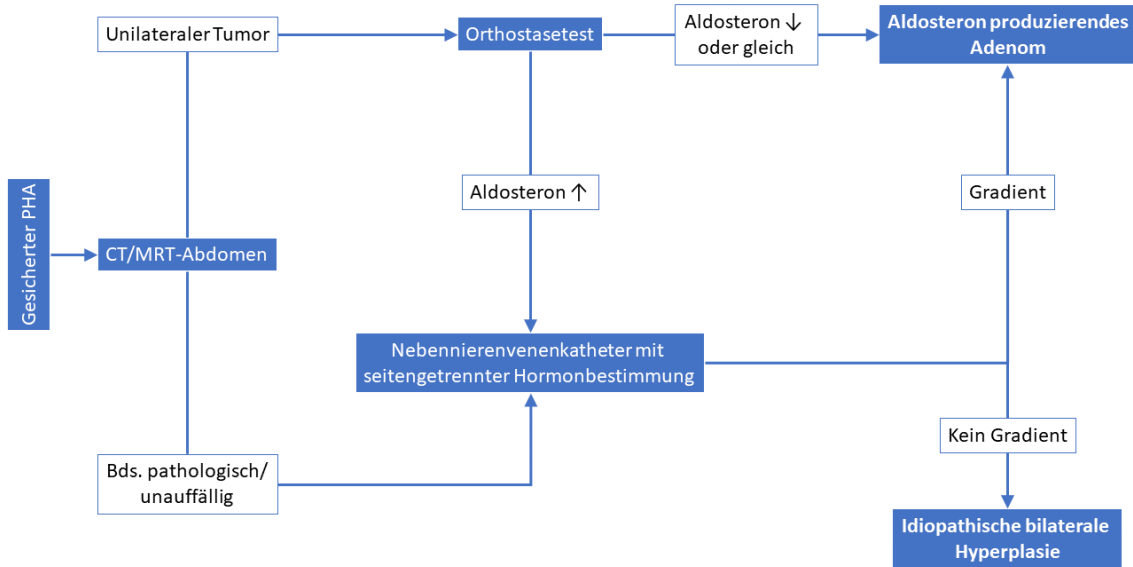 Unilateraler Tumor
Orthostasetest
Aldosteron ↓
oder gleich
Aldosteron produzierendes
Adenom
Gesicherter PHA
CT/MRT-Abdomen
Aldosteron ↑
Gradient
Nebennierenvenenkatheter mit
seitengetrennter Hormonbestimmung
Kein Gradient
Bds. pathologisch/
unauffällig
Idiopathische bilaterale
Hyperplasie